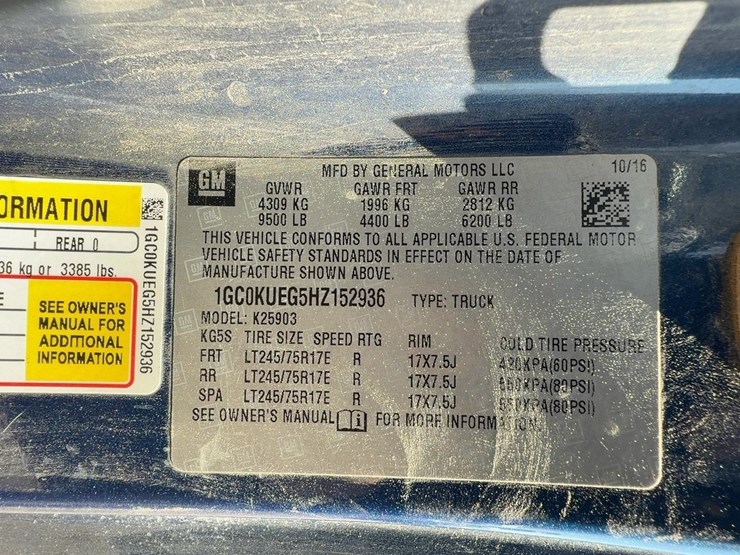 ORMATION
REAR 0
36 kg or 3385 lbs.
SEE OWNER'S
MANUAL FOR
ADDITIONAL
INFORMATION
1GC0KUEG5HZ152936
GM
MFD BY GENERAL MOTORS LLC 10/16
GVWR GAWR FRT GAWR RR
4309 KG 1996 KG 2812 KG
9500 LB 4400 LB 6200 LB
THIS VEHICLE CONFORMS TO ALL APPLICABLE U.S. FEDERAL MOTOR
VEHICLE SAFETY STANDARDS IN EFFECT ON THE DATE OF
MANUFACTURE SHOWN ABOVE.
1GC0KUEG5HZ152936 TYPE: TRUCK
MODEL: K25903
KG5S TIRE SIZE SPEED RTG RIM COLD TIRE PRESSURE
FRT LT245/75R17E R 17X7.5J 420KPA(60PSI)
RR LT245/75R17E R 17X7.5J 550KPA(80PSI)
SPA LT245/75R17E R 17X7.5J 550KPA(80PSI)
SEE OWNER'S MANUAL FOR MORE INFORMATION